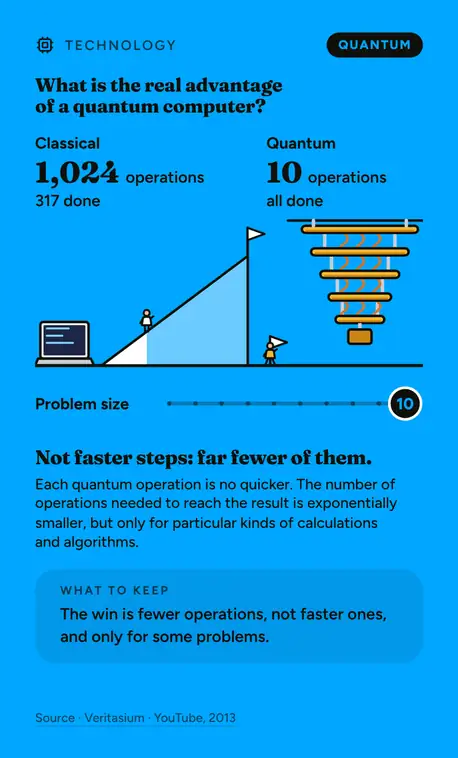 TECHNOLOGY
QUANTUM
What is the real advantage
of a quantum computer?
Classical
1,024 operations
317 done
Quantum
10 operations
all done
Problem size
10
Not faster steps: far fewer of them.
Each quantum operation is no quicker. The number of
operations needed to reach the result is exponentially
smaller, but only for particular kinds of calculations
and algorithms.
WHAT TO KEEP
The win is fewer operations, not faster ones,
and only for some problems.
Source · Veritasium · YouTube, 2013